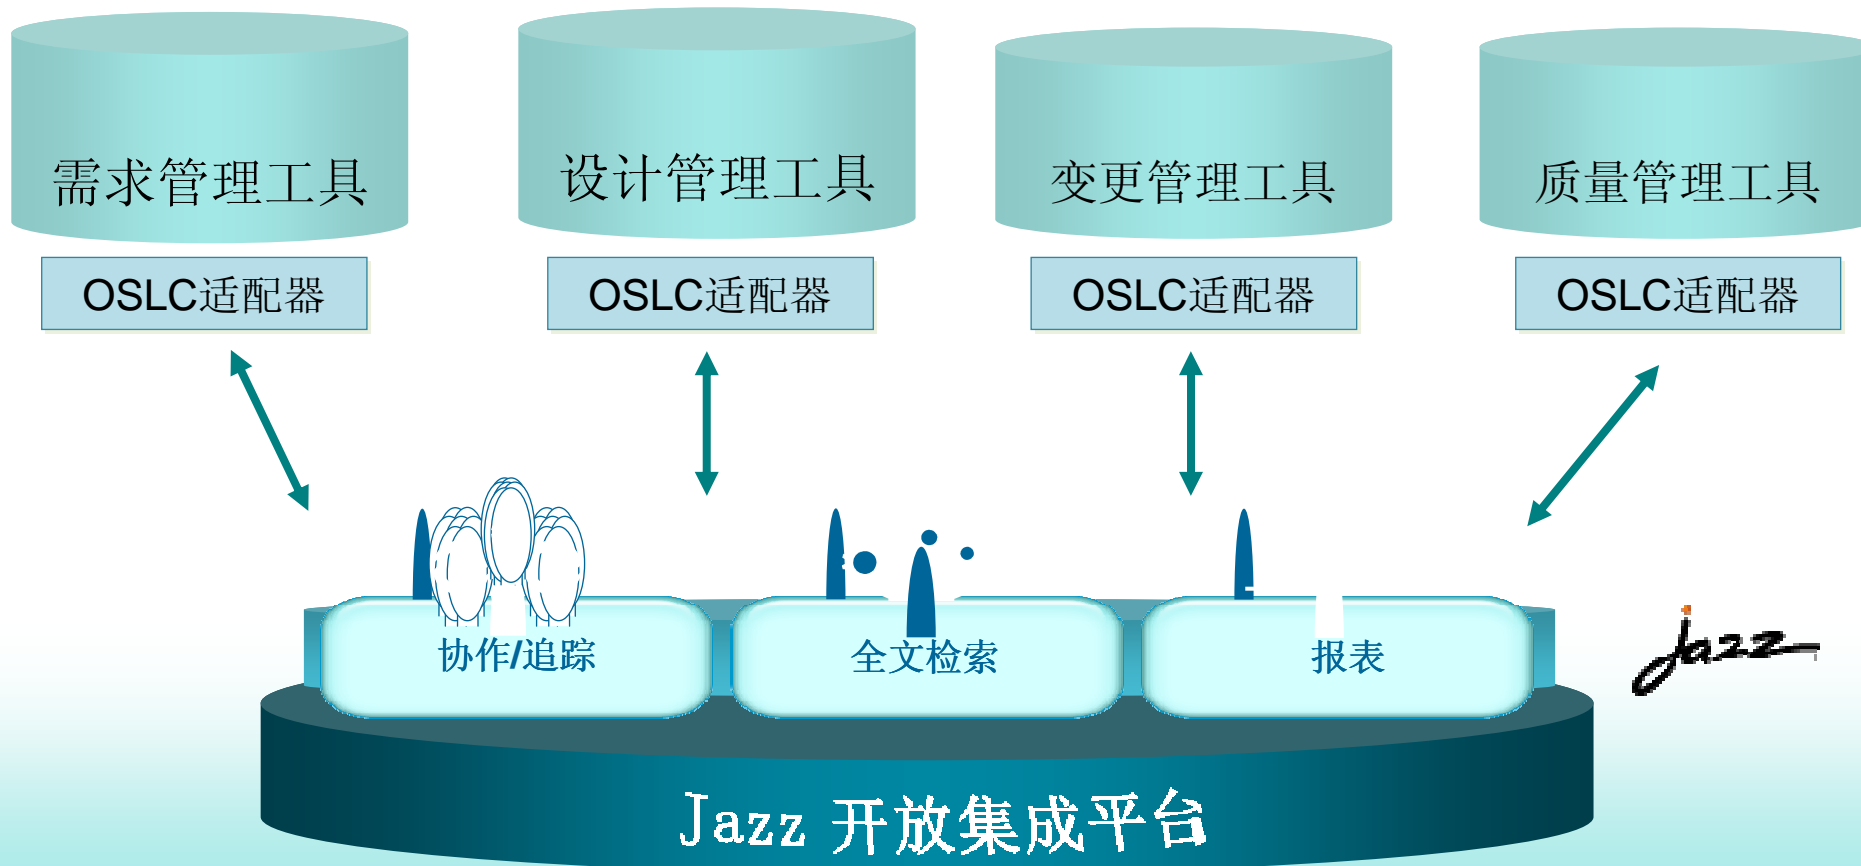 需求管理工具
设计管理工具
变更管理工具
质量管理工具
OSLC适配器
OSLC适配器
OSLC适配器
OSLC适配器
协作/追踪
全文检索
报表
Jazz
Jazz 开放集成平台